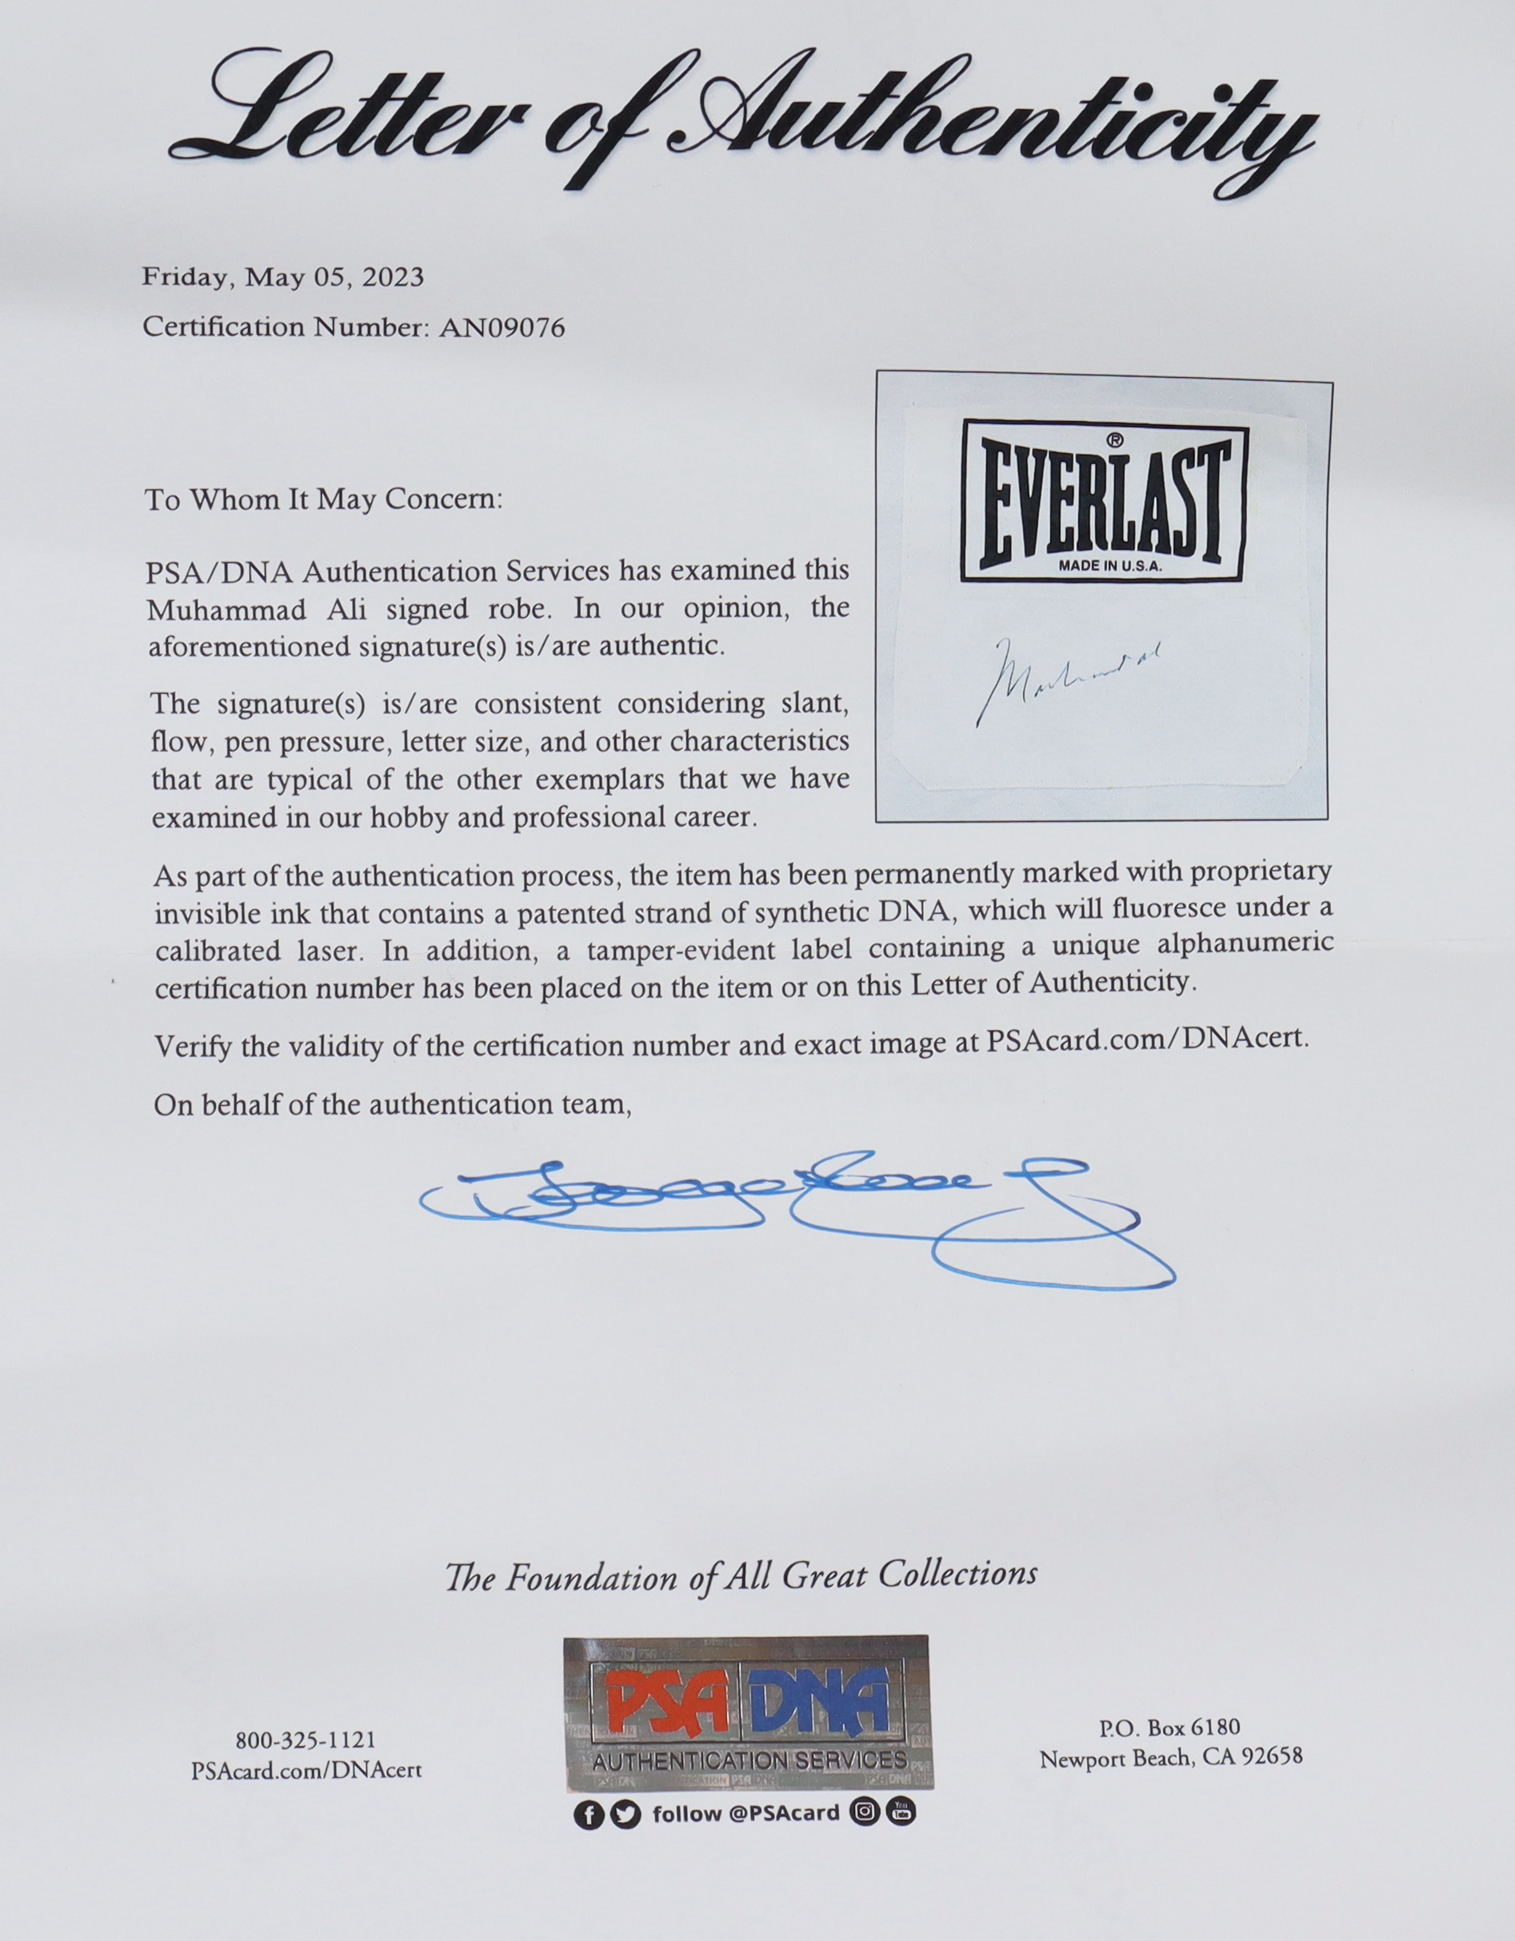 Letter of Authenticity
Friday, May 05, 2023
Certification Number: AN09076
EVERLAST
®
MADE IN U.S.A.
To Whom It May Concern:
PSA/DNA Authentication Services has examined this
Muhammad Ali signed robe. In our opinion, the
aforementioned signature(s) is/are authentic.
The signature(s) is/are consistent considering slant,
flow, pen pressure, letter size, and other characteristics
that are typical of the other exemplars that we have
examined in our hobby and professional career.
As part of the authentication process, the item has been permanently marked with proprietary
invisible ink that contains a patented strand of synthetic DNA, which will fluoresce under a
calibrated laser. In addition, a tamper-evident label containing a unique alphanumeric
certification number has been placed on the item or on this Letter of Authenticity.
Verify the validity of the certification number and exact image at PSAcard.com/DNAcert.
On behalf of the authentication team,
The Foundation of All Great Collections
PSA DNA
AUTHENTICATION SERVICES
800-325-1121
PSAcard.com/DNAcert
P.O. Box 6180
Newport Beach, CA 92658
follow @PSAcard